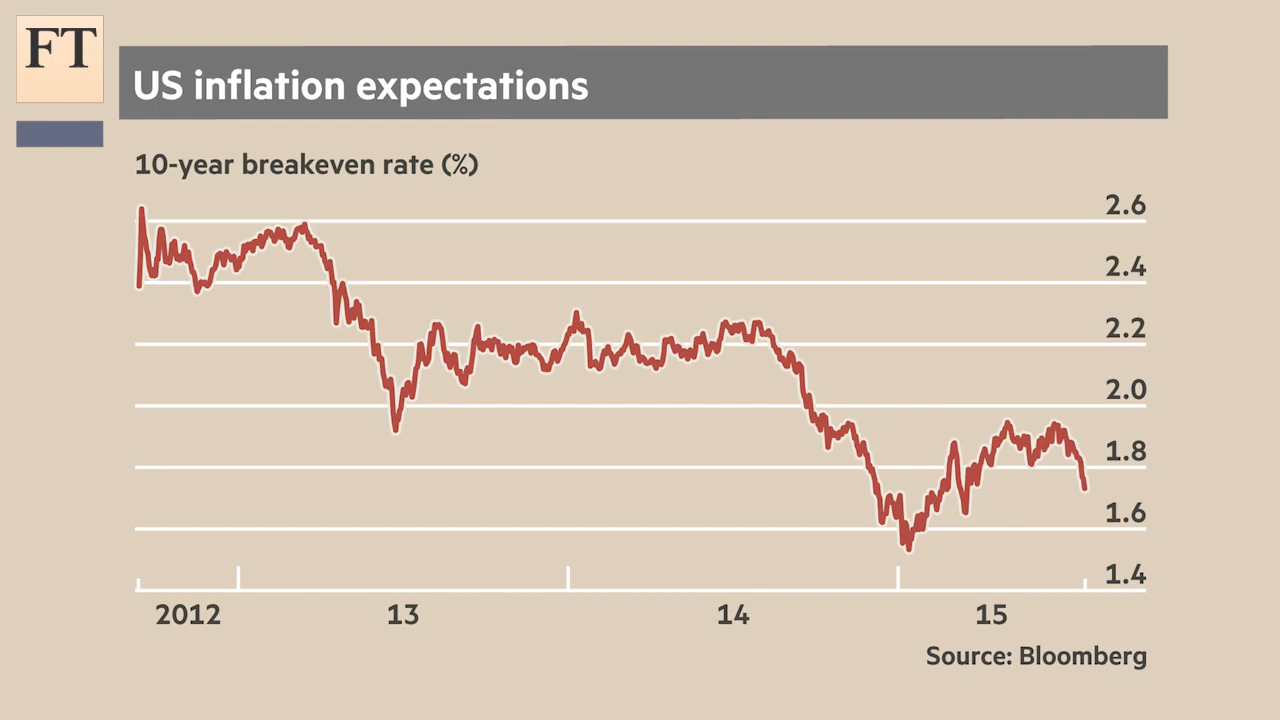 FT
US inflation expectations
10-year breakeven rate (%)
2.6
2.4
2.2
2.0
1.8
1.6
1.4
2012 13 14 15
Source: Bloomberg